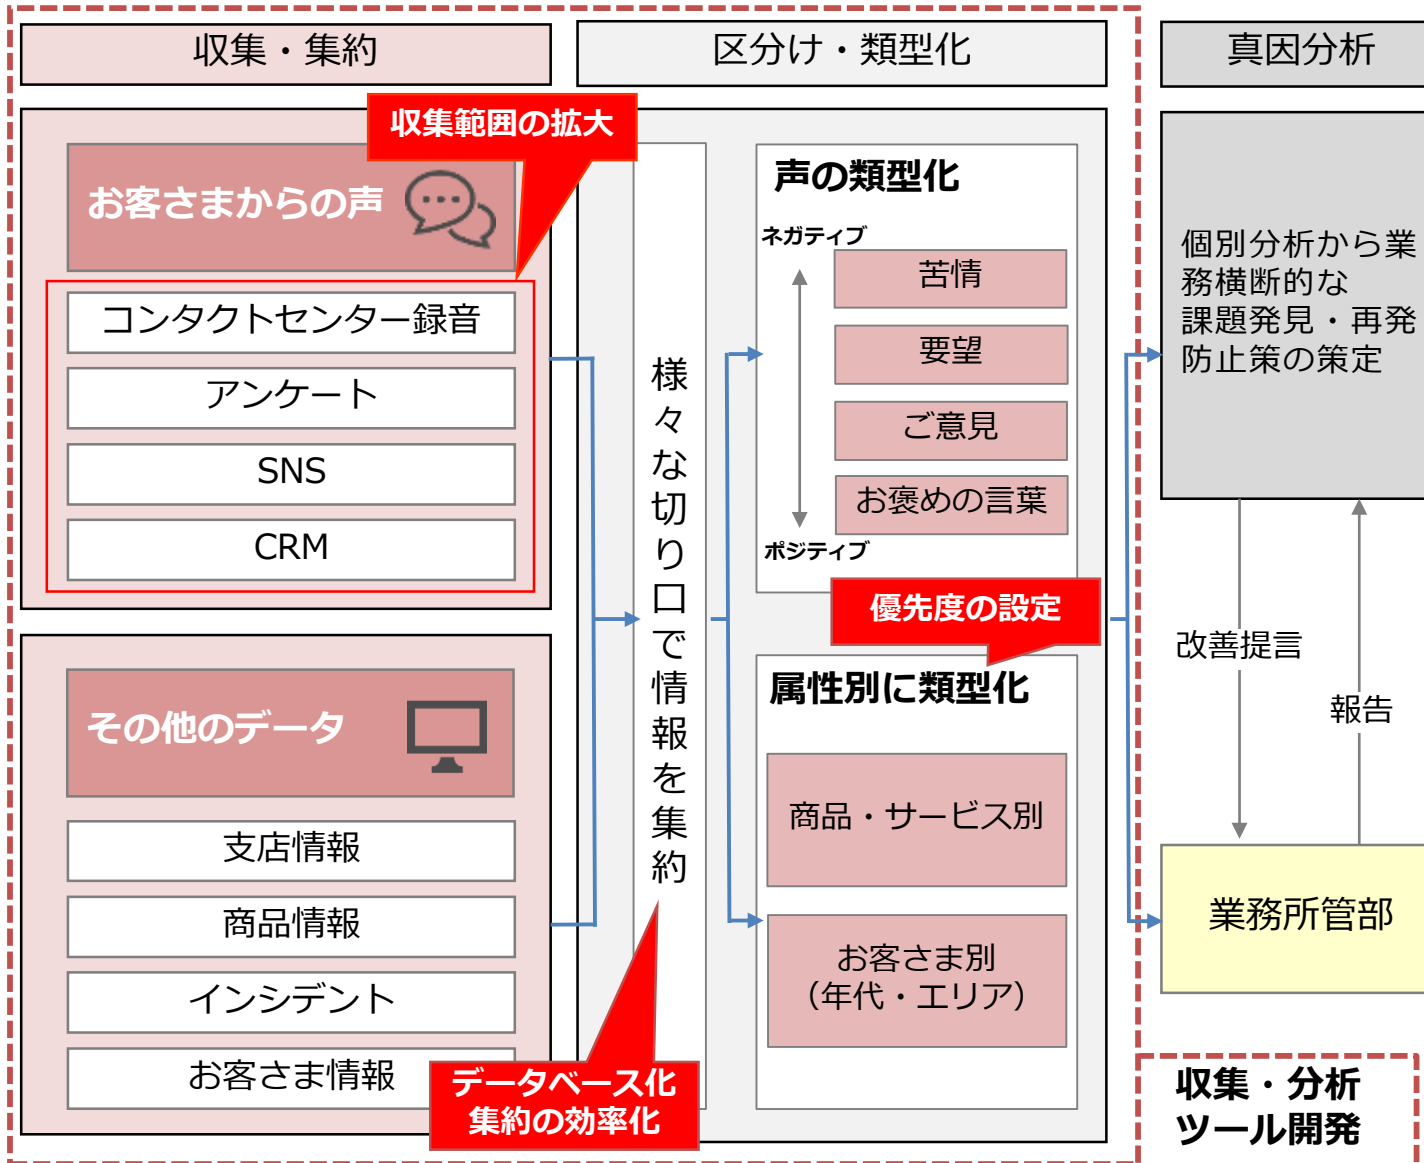 収集・集約
区分け・類型化
真因分析
収集範囲の拡大
お客さまからの声
コンタクトセンター録音
アンケート
SNS
CRM
その他のデータ
支店情報
商品情報
インシデント
お客さま情報
様々な切り口で情報を集約
データベース化
集約の効率化
声の類型化
ネガティブ
苦情
要望
ご意見
お褒めの言葉
ポジティブ
優先度の設定
属性別に類型化
商品・サービス別
お客さま別
（年代・エリア）
個別分析から業
務横断的な
課題発見・再発
防止策の策定
改善提言
報告
業務所管部
収集・分析
ツール開発